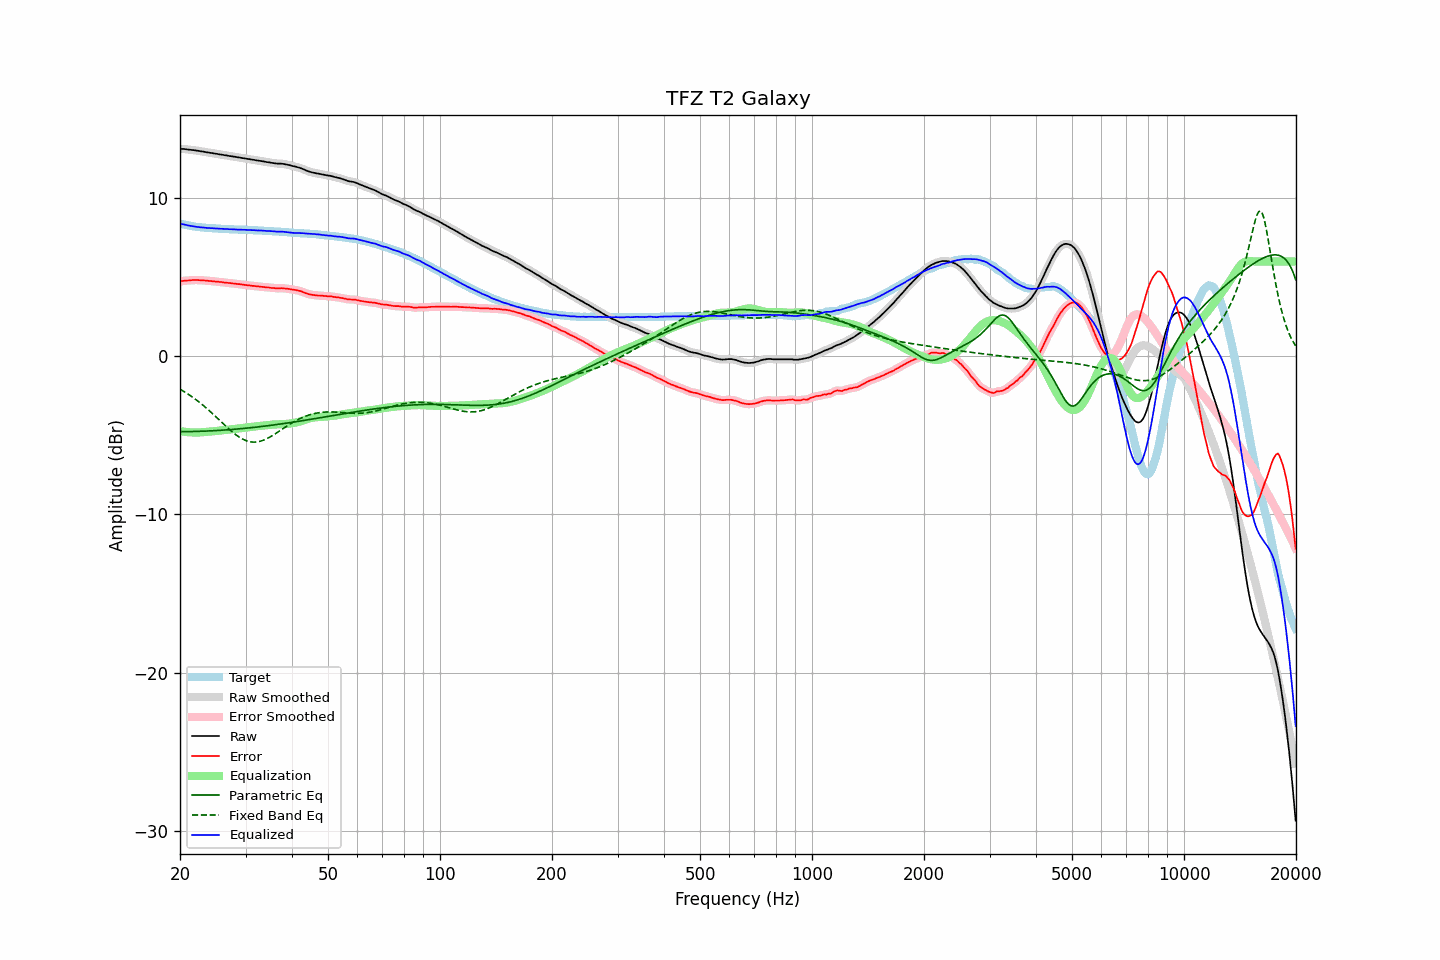 TFZ T2 Galaxy
Amplitude (dBr)
10
0
−10
−20
−30
Target
Raw Smoothed
Error Smoothed
Raw
Error
Equalization
Parametric Eq
Fixed Band Eq
Equalized
20 50 100 200 500 1000 2000 5000 10000 20000
Frequency (Hz)